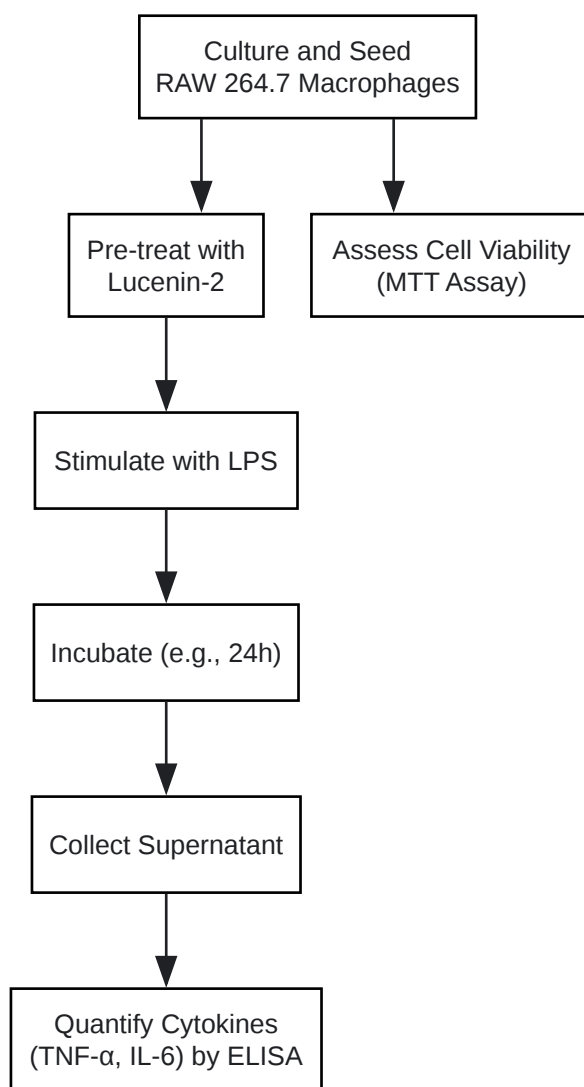 Culture and Seed
RAW 264.7 Macrophages
Pre-treat with
Lucenin-2
Assess Cell Viability
(MTT Assay)
Stimulate with LPS
Incubate (e.g., 24h)
Collect Supernatant
Quantify Cytokines
(TNF-α, IL-6) by ELISA